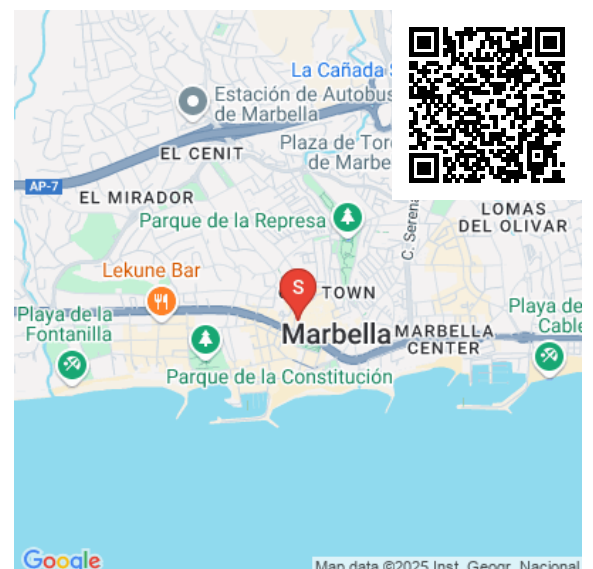 La Cañada S
Estación de Autobus
de Marbella
Plaza de Tor
de Marbe
EL CENIT
AP-7
EL MIRADOR
C. Serena
LOMAS
DEL OLIVAR
Parque de la Represa
Lekune Bar
S
TOWN
Playa de la
Fontanilla
Marbella
MARBELLA
CENTER
Playa de
Cable
Parque de la Constitución
Google
Map data ©2025 Inst. Geogr. Nacional